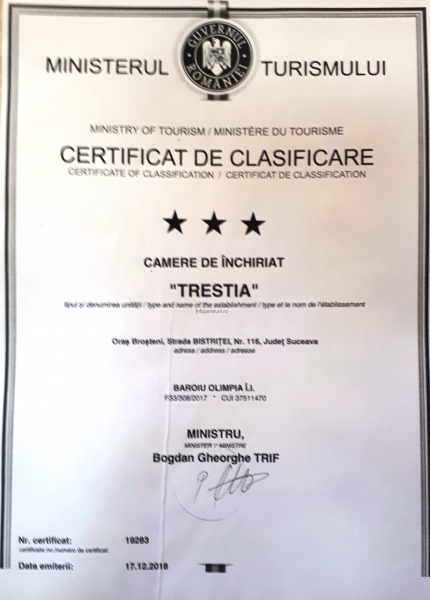 GUVERNUL ROMÂNIEI
MINISTERUL TURISMULUI
MINISTRY OF TOURISM / MINISTÈRE DU TOURISME
CERTIFICAT DE CLASIFICARE
CERTIFICATE OF CLASSIFICATION / CERTIFICAT DE CLASSIFICATION
CAMERE DE ÎNCHIRIAT
"TRESTIA"
tipul și denumirea unității / type and name of the establishment / type et le nom de l'établissement
Infopensiuni.ro
Oraș Broșteni, Strada BISTRIȚEI, Nr. 116, Județ Suceava
adresa / address / adresse
BAROIU OLIMPIA Î.I.
F33/308/2017 * CUI 37511470
MINISTRU,
MINISTER / MINISTRE
Bogdan Gheorghe TRIF
Nr. certificat: 19283
certificate no./numéro de certificat:
Data emiterii: 17.12.2018